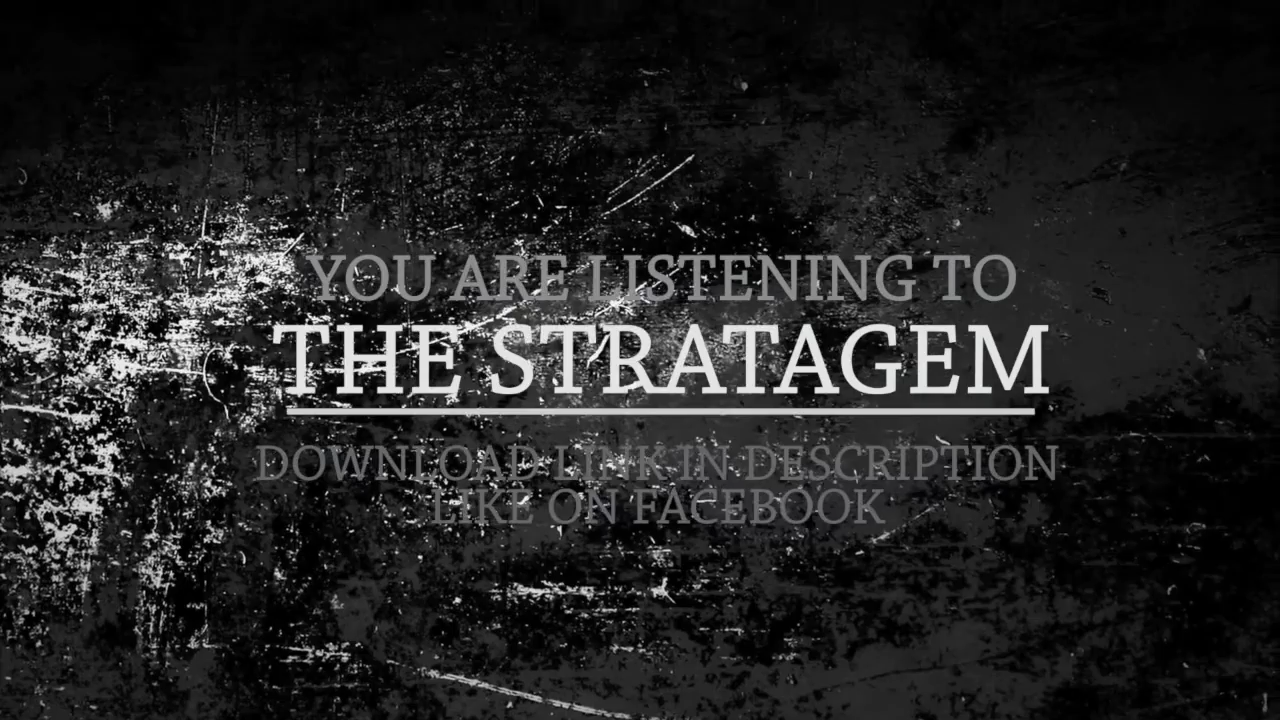 YOU ARE LISTENING TO
THE STRATAGEM
DOWNLOAD LINK IN DESCRIPTION
LIKE ON FACEBOOK